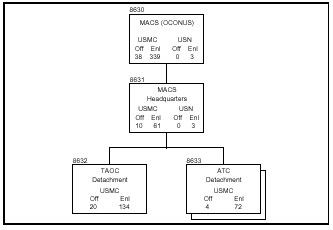 8630
MACS (OCONUS)
USMC USN
Off Enl Off Enl
38 339 0 3
8631
MACS
Headquarters
USMC USN
Off Enl Off Enl
10 61 0 3
8632
TAOC
Detachment
USMC
Off Enl
20 134
8633
ATC
Detachment
USMC
Off Enl
4 72